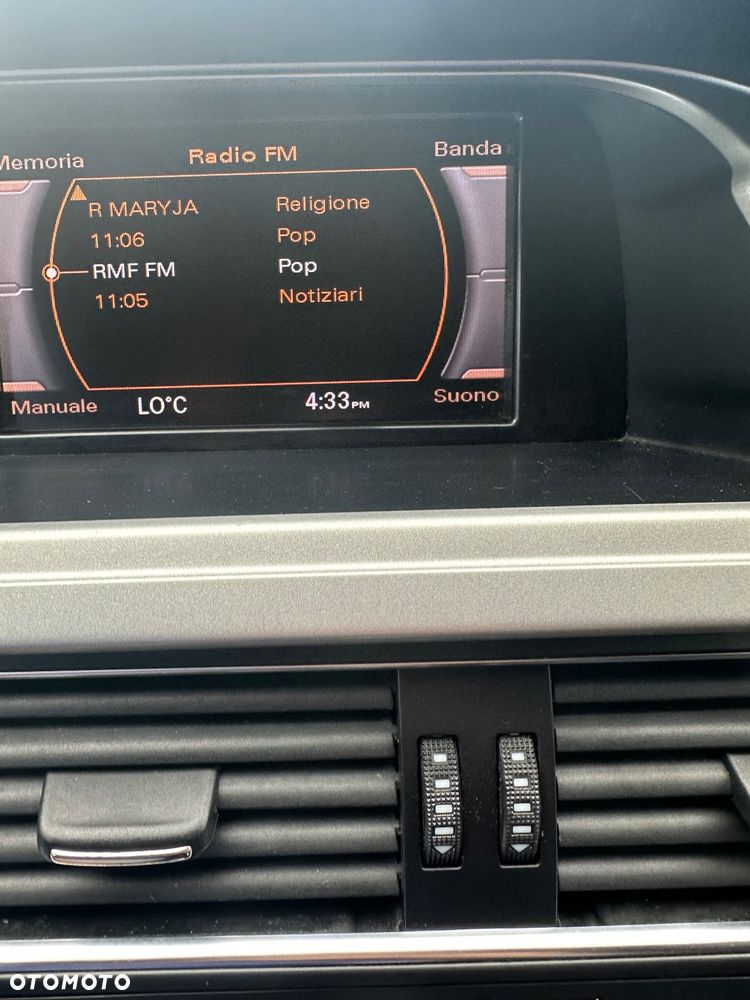 Memoria Radio FM Banda
R MARYJA Religione
11:06 Pop
RMF FM Pop
11:05 Notiziari
Manuale LO°C 4:33PM Suono
OTOMOTO